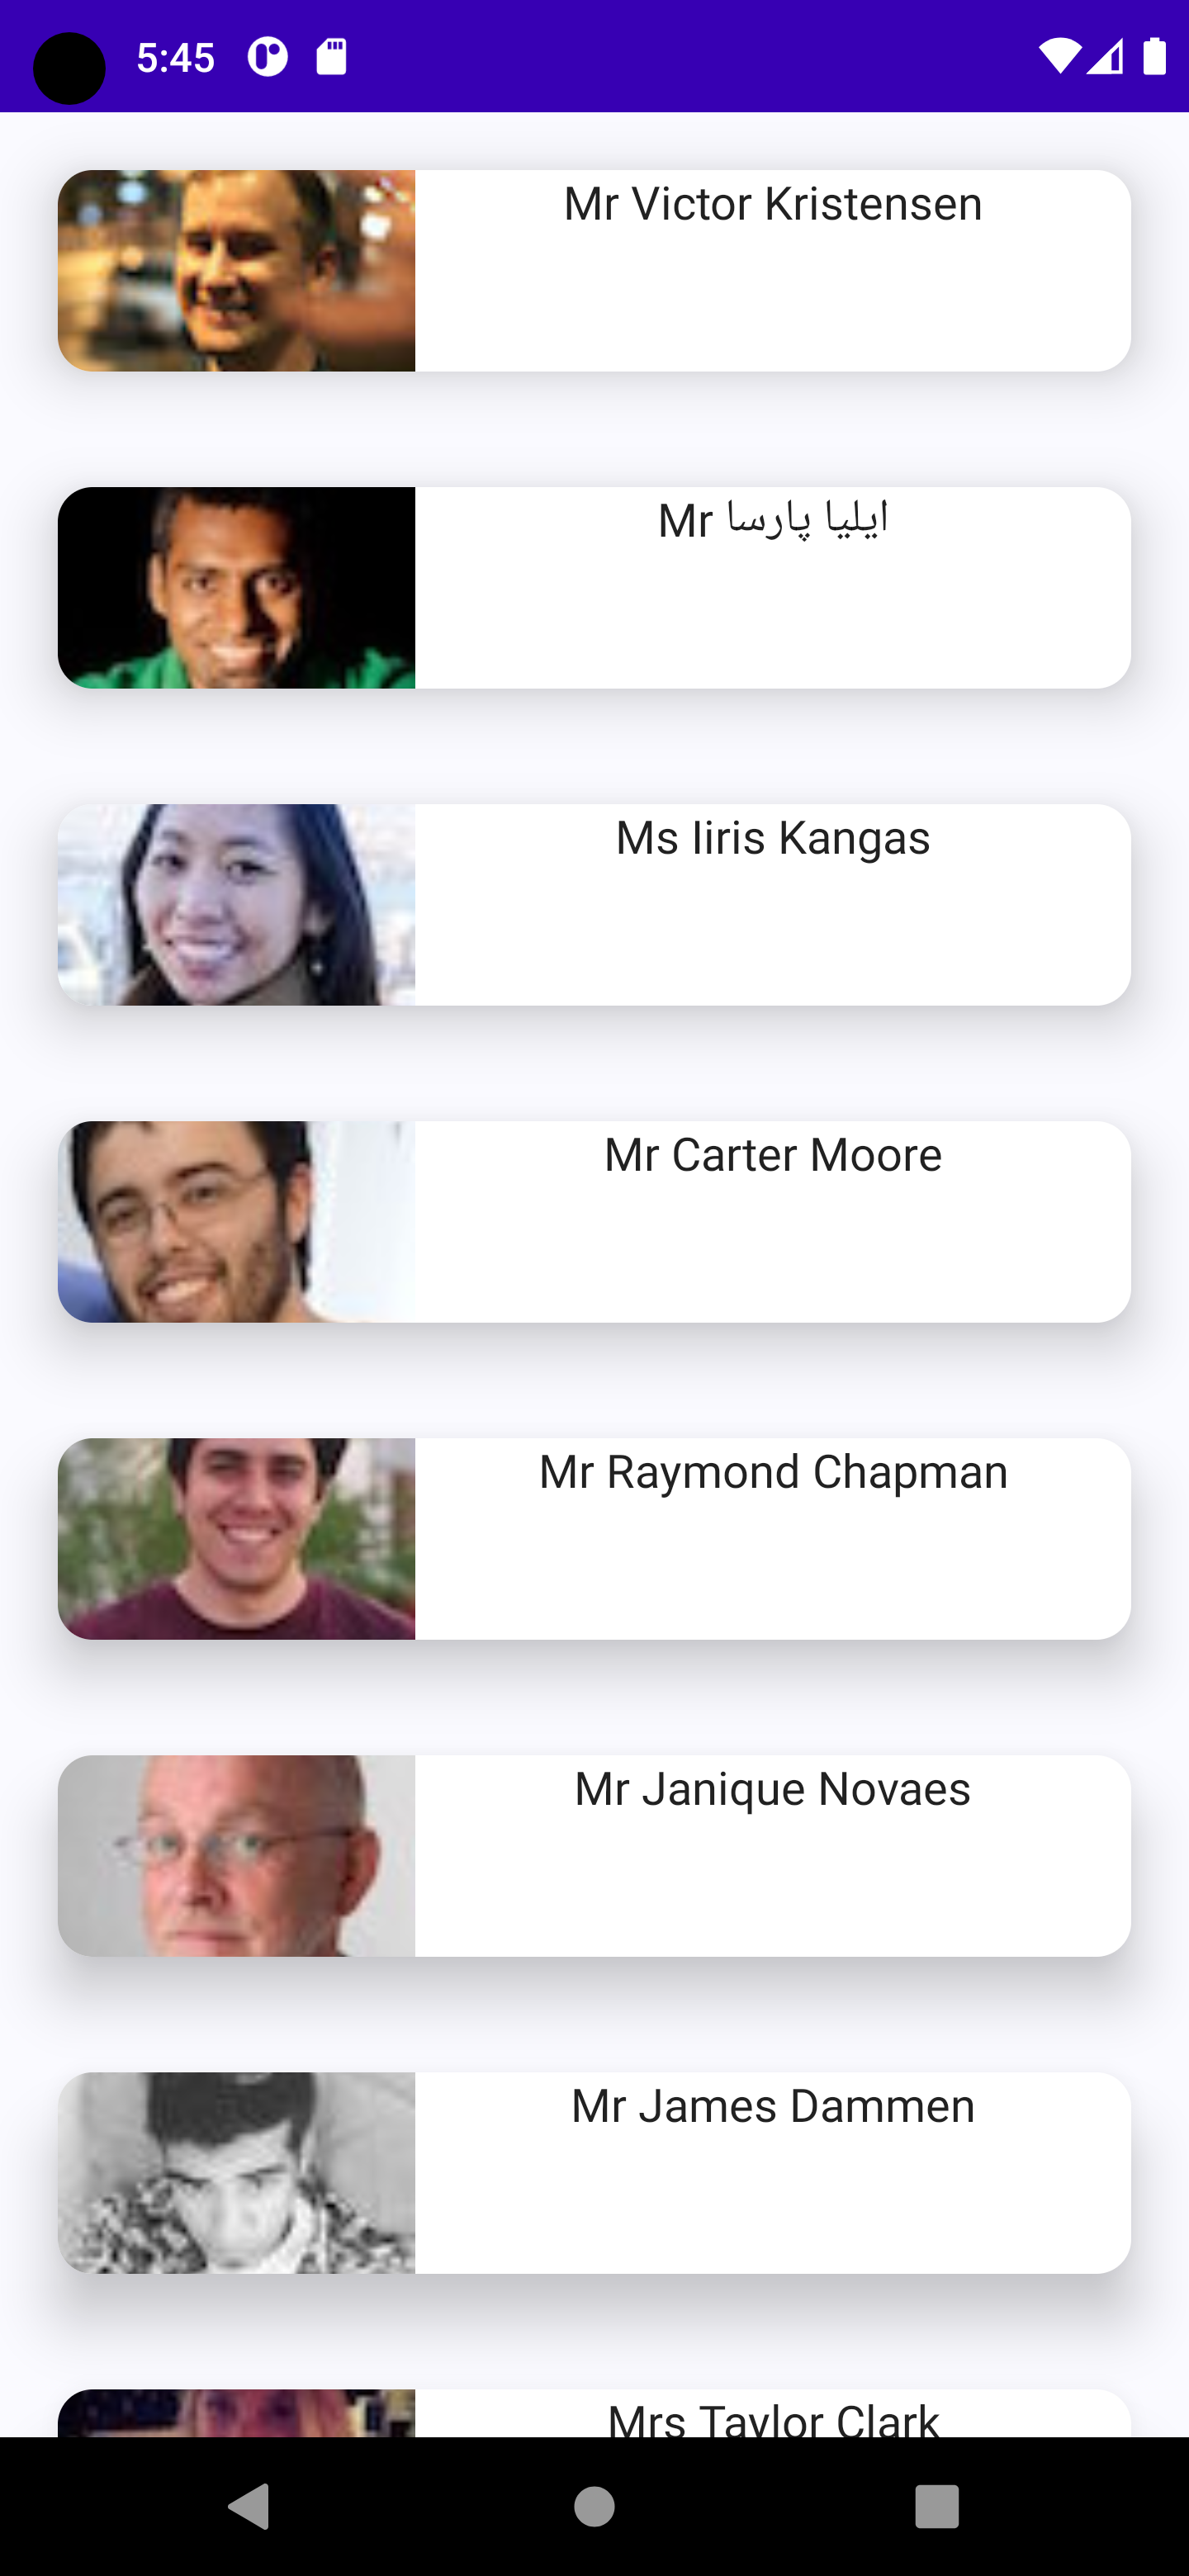 5:45
Mr Victor Kristensen
Mr ایلیا پارسا
Ms Iiris Kangas
Mr Carter Moore
Mr Raymond Chapman
Mr Janique Novaes
Mr James Dammen
Mrs Taylor Clark